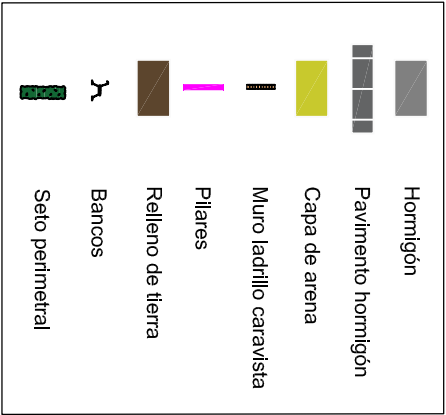 Hormigón
Pavimento hormigón
Capa de arena
Muro ladrillo caravista
Pilares
Relleno de tierra
Bancos
Seto perimetral